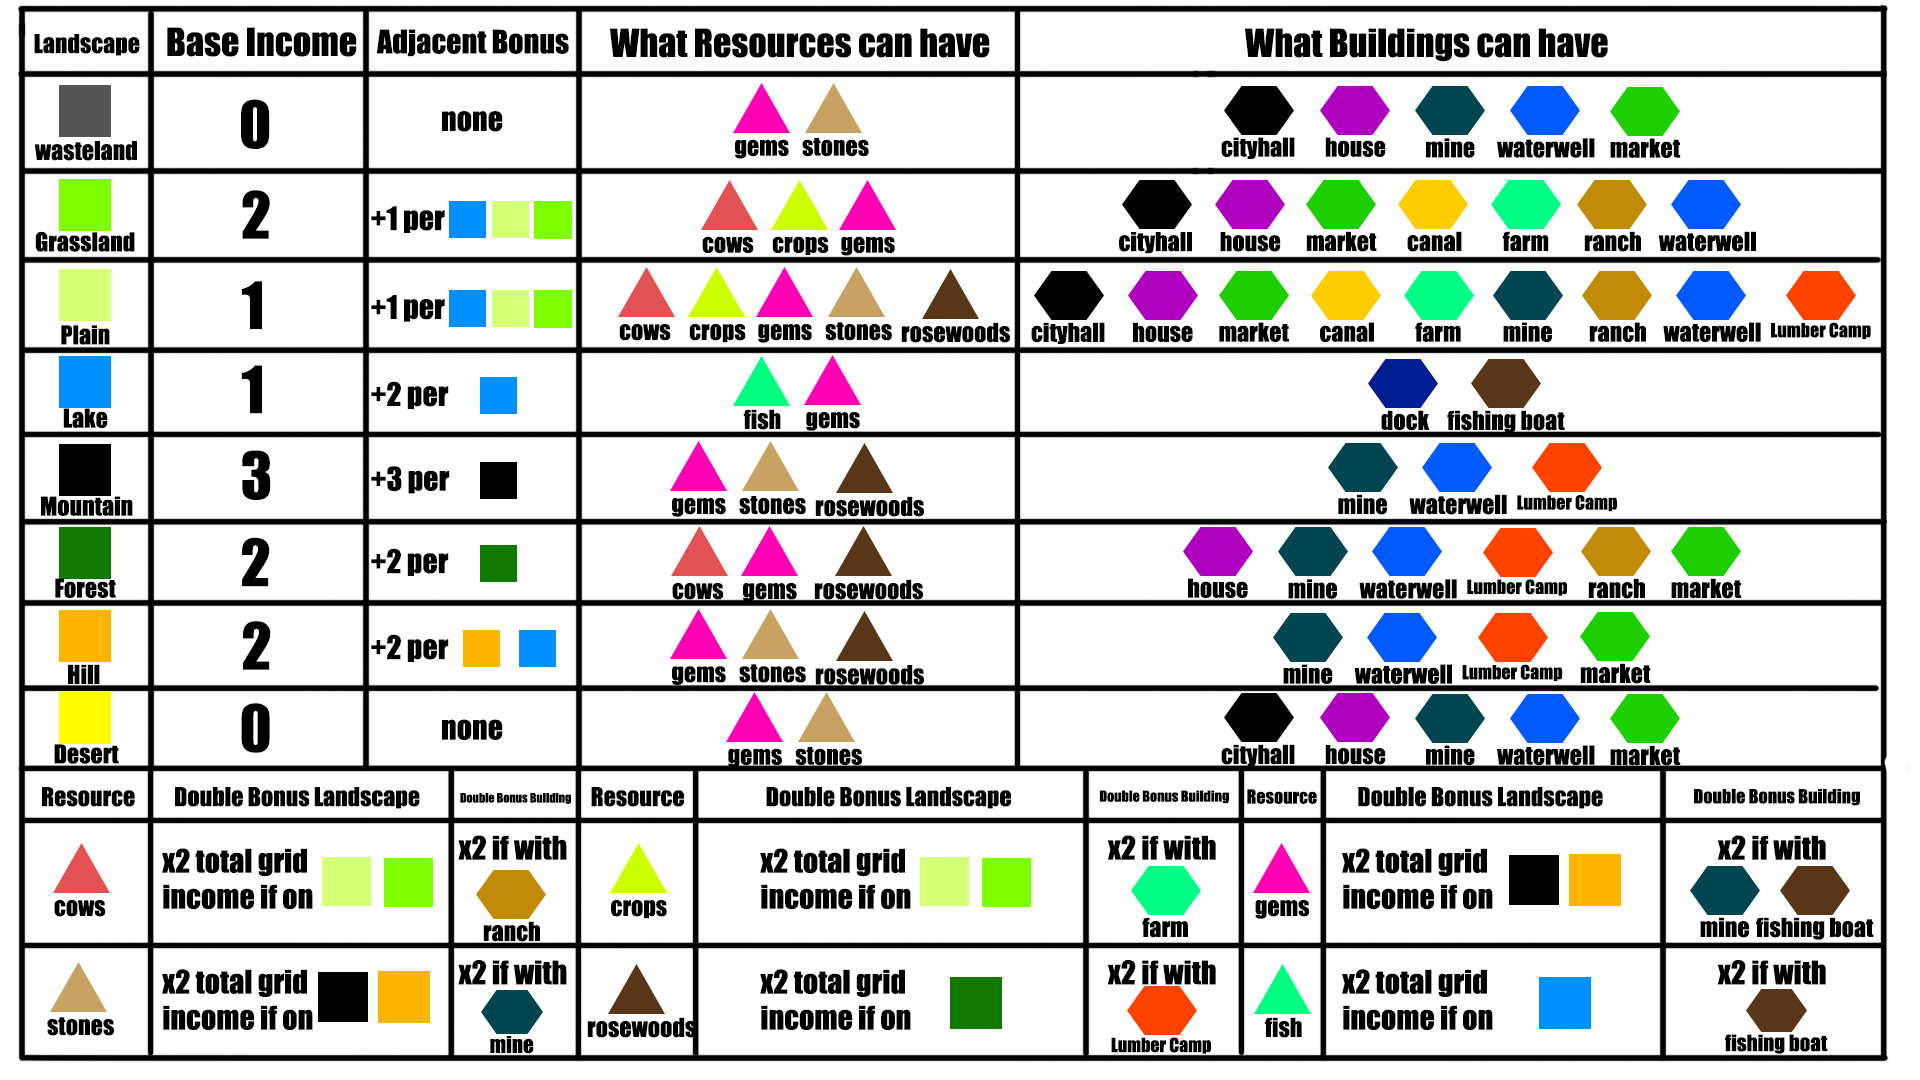 Landscape Base Income Adjacent Bonus What Resources can have What Buildings can have
wasteland 0 none gems stones cityhall house mine waterwell market
Grassland 2 +1 per cows crops gems cityhall house market canal farm ranch waterwell
Plain 1 +1 per cows crops gems stones rosewoods cityhall house market canal farm mine ranch waterwell Lumber Camp
Lake 1 +2 per fish gems dock fishing boat
Mountain 3 +3 per gems stones rosewoods mine waterwell Lumber Camp
Forest 2 +2 per cows gems rosewoods house mine waterwell Lumber Camp ranch market
Hill 2 +2 per gems stones rosewoods mine waterwell Lumber Camp market
Desert 0 none gems stones cityhall house mine waterwell market
Resource Double Bonus Landscape Double Bonus Building Resource Double Bonus Landscape Double Bonus Building Resource Double Bonus Landscape Double Bonus Building
cows
x2 total grid
income if on
x2 if with
ranch
crops
x2 total grid
income if on
x2 if with
farm
gems
x2 total grid
income if on
x2 if with
mine fishing boat
stones
x2 total grid
income if on
x2 if with
mine
rosewoods
x2 total grid
income if on
x2 if with
Lumber Camp
fish
x2 total grid
income if on
x2 if with
fishing boat